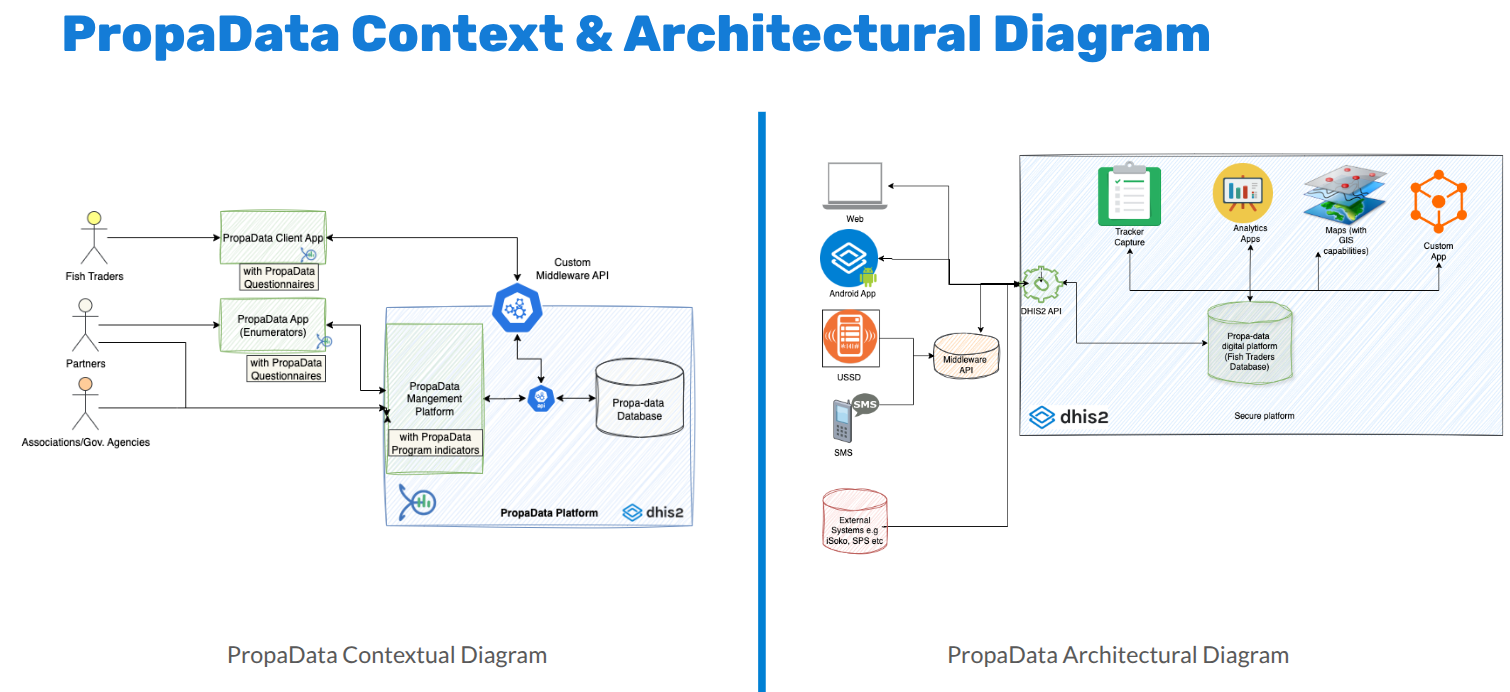 PropaData Context & Architectural Diagram
Fish Traders
PropaData Client App
with PropaData
Questionnaires
Custom
Middleware API
Partners
PropaData App
(Enumerators)
with PropaData
Questionnaires
Associations/Gov. Agencies
PropaData
Mangement
Platform
with PropaData
Program indicators
api
Propa-data
Database
PropaData Platform
dhis2
PropaData Contextual Diagram
Web
Android App
USSD
SMS
SMS
External
Systems e.g
iSoko, SPS etc
Middleware
API
DHIS2 API
Tracker
Capture
Analytics
Apps
Maps (with
GIS
capabilities)
Custom
App
Propa-data
digital platform
(Fish Traders
Database)
dhis2
Secure platform
PropaData Architectural Diagram